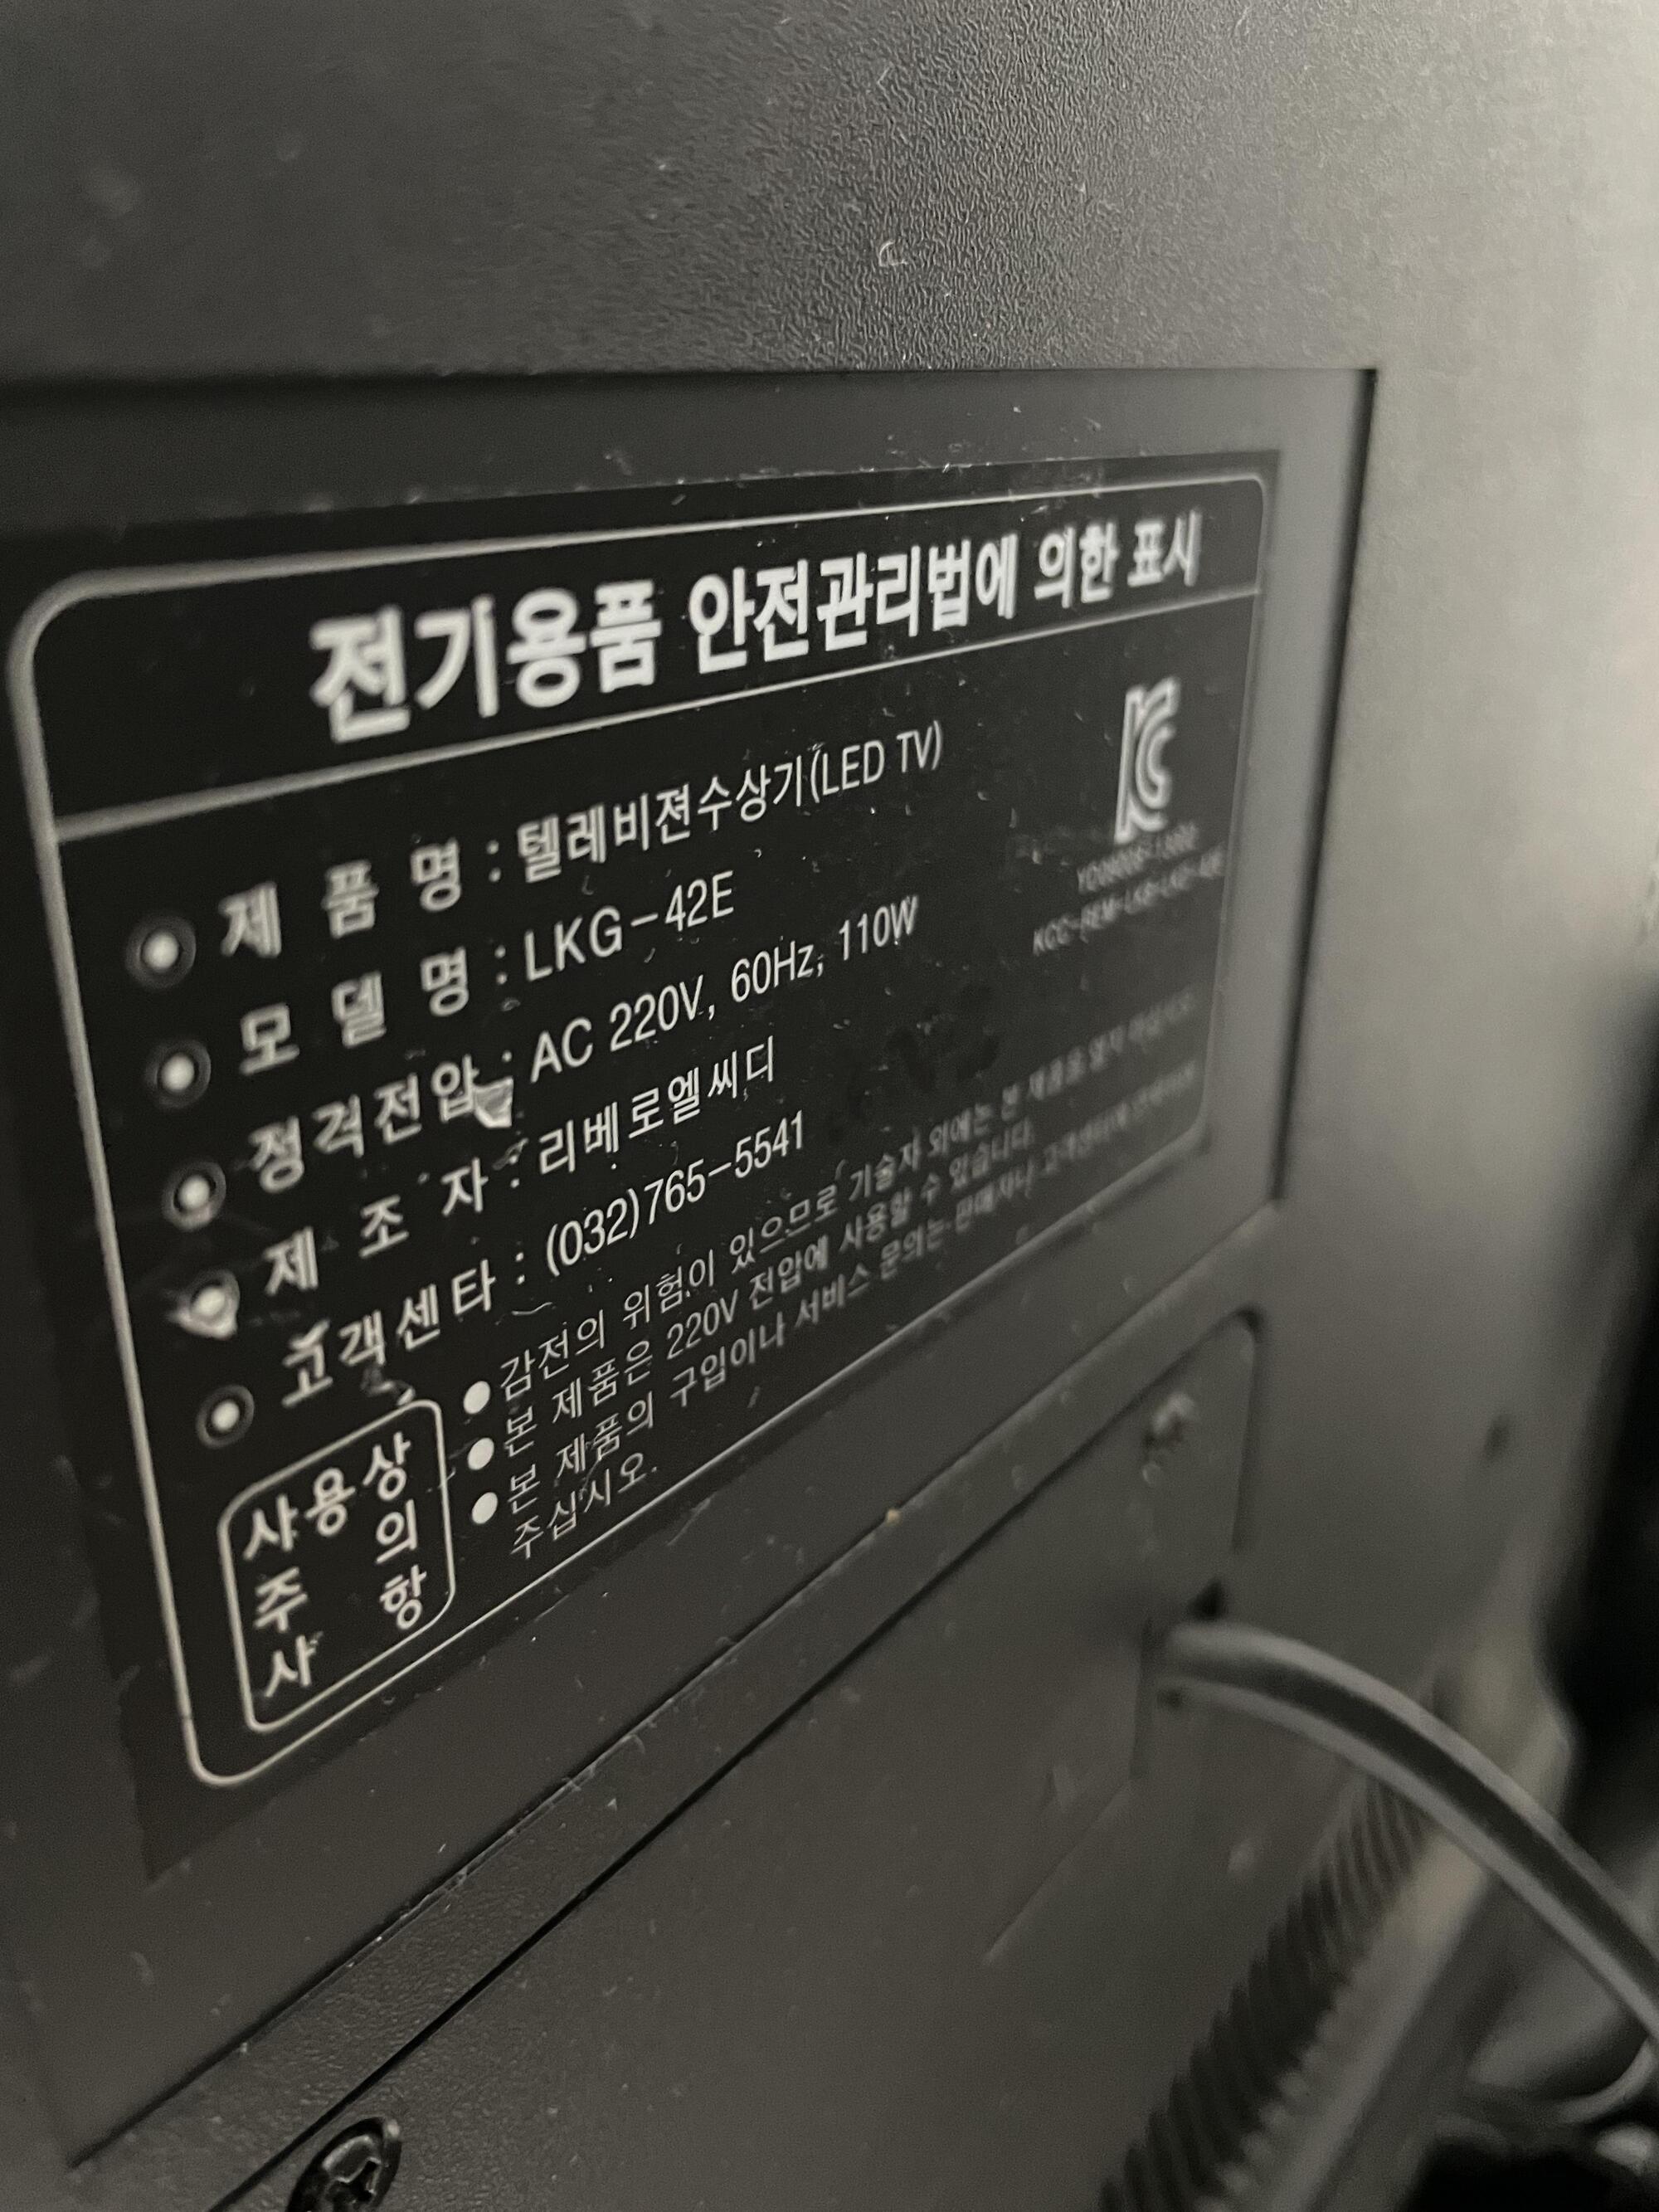 전기용품 안전관리법에 의한 표시
제 품 명 : 텔레비젼수상기(LED TV)
모 델 명 : LKG-42E
정격전압 : AC 220V, 60Hz, 110W
제 조 자 : 리베로엘씨디
고객센타 : (032)765-5541
사용상
주 의
사 항
● 감전의 위험이 있으므로 기술자 외에는 본 제품을 열지 마십시오.
● 본 제품은 220V 전압에 사용할 수 있습니다.
● 본 제품의 구입이나 서비스 문의는 판매자나 고객센터에 연락하여
주십시오.